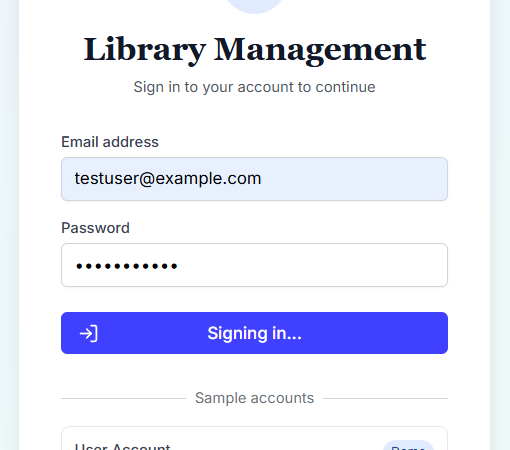 Library Management
Sign in to your account to continue
Email address
testuser@example.com
Password
•••••••••••
Signing in...
Sample accounts
User Account
Demo